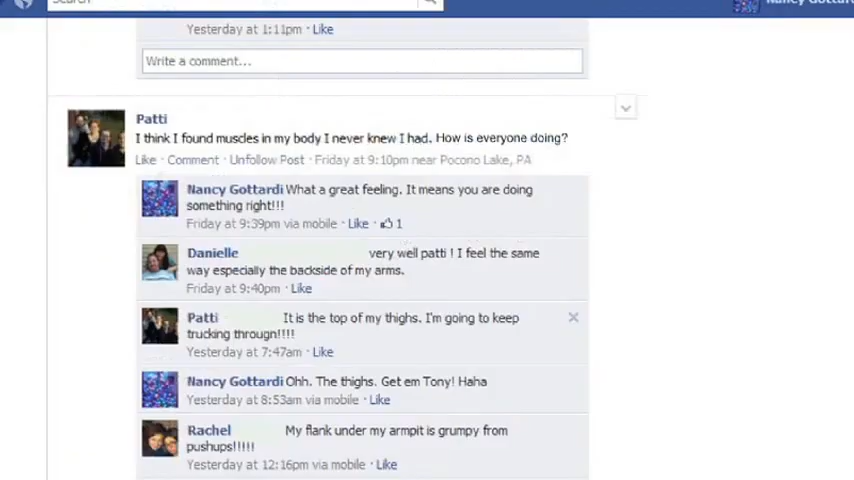 Search
Nancy Gottardi
Yesterday at 1:11pm · Like
Write a comment...
Patti
I think I found muscles in my body I never knew I had. How is everyone doing?
Like · Comment · Unfollow Post · Friday at 9:10pm near Pocono Lake, PA
Nancy Gottardi What a great feeling. It means you are doing
something right!!!
Friday at 9:39pm via mobile · Like · 1
Danielle very well patti ! I feel the same
way especially the backside of my arms.
Friday at 9:40pm · Like
Patti It is the top of my thighs. I'm going to keep
trucking througn!!!!
Yesterday at 7:47am · Like
Nancy Gottardi Ohh. The thighs. Get em Tony! Haha
Yesterday at 8:53am via mobile · Like
Rachel My flank under my armpit is grumpy from
pushups!!!!!
Yesterday at 12:16pm via mobile · Like